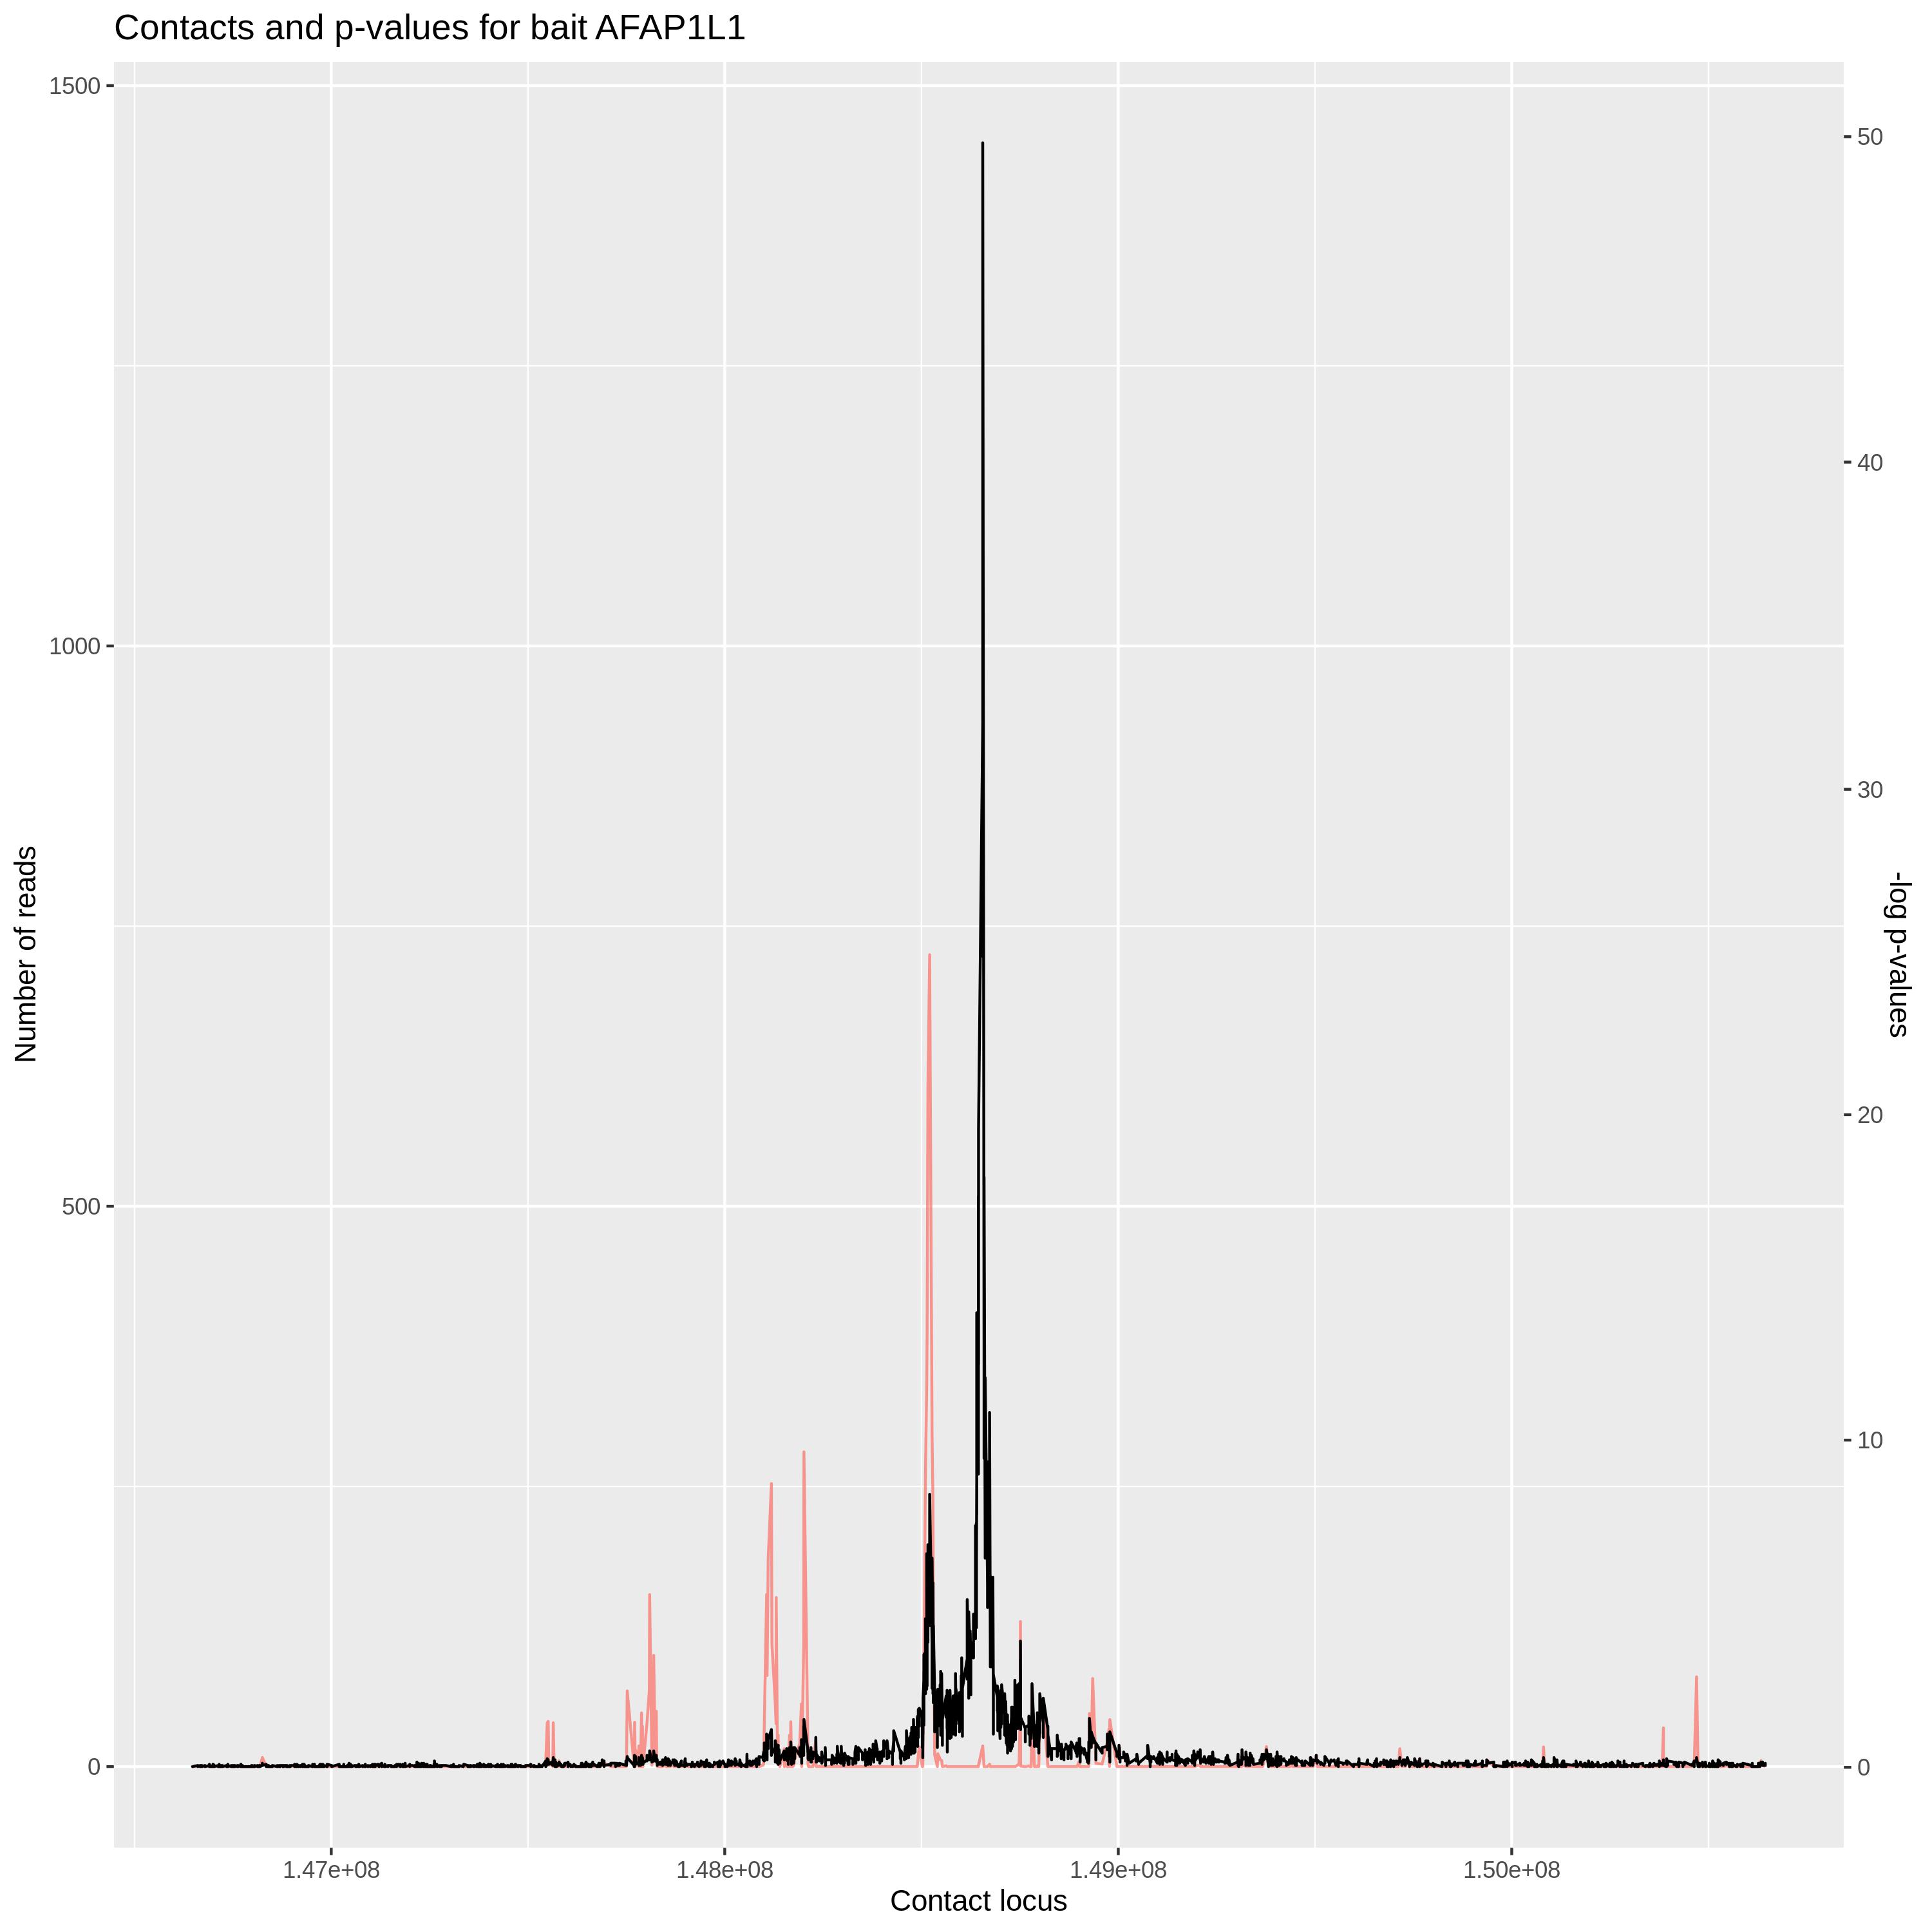 Contacts and p-values for bait AFAP1L1
1500
1000
500
0
Number of reads
50
40
30
20
10
0
-log p-values
1.47e+08
1.48e+08
1.49e+08
1.50e+08
Contact locus